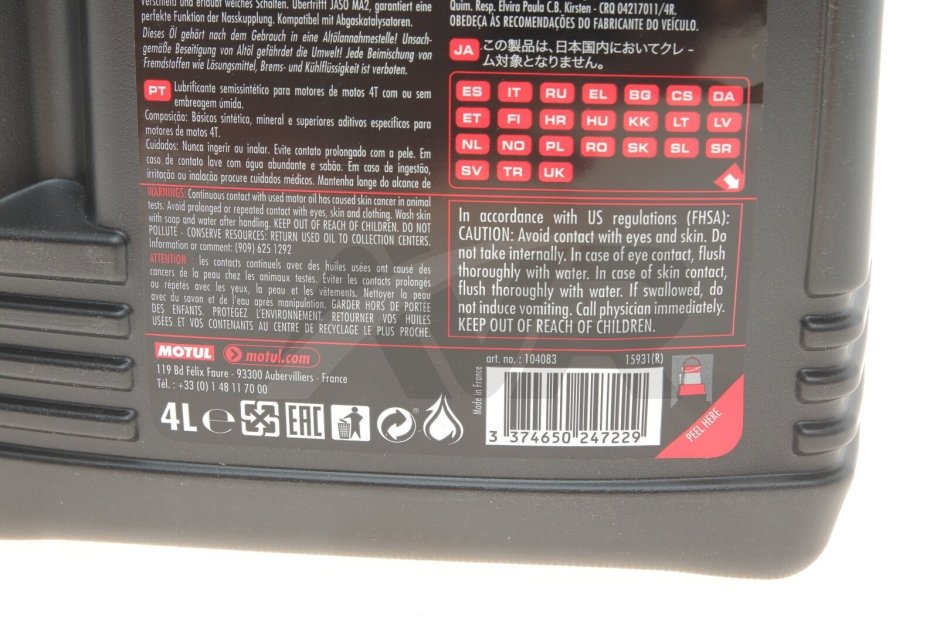 verschleiß und erlaubt weiches Schalten. Übertrifft JASO MA2, garantiert eine
perfekte Funktion der Nasskupplung. Kompatibel mit Abgaskatalysatoren.
Dieses Öl gehört nach dem Gebrauch in eine Altölannahmestelle! Unsach-
gemäße Beseitigung von Altöl gefährdet die Umwelt! Jede Beimischung von
Fremdstoffen wie Lösungsmittel, Brems- und Kühlflüssigkeit ist verboten.
PT Lubrificante semissintético para motores de motos 4T com ou sem
embreagem úmida.
Composição: Básicos sintético, mineral e superiores aditivos específicos para
motores de motos 4T.
Cuidados: Nunca ingerir ou inalar. Evite contato prolongado com a pele. Em
caso de contato lave com água abundante e sabão. Em caso de ingestão,
irritação ou inalação procure cuidados médicos. Mantenha longe do alcance de
Quim. Resp. Elvira Paula C.B. Kirsten - CRQ 04217011/4R.
OBEDEÇA ÀS RECOMENDAÇÕES DO FABRICANTE DO VEÍCULO.
JA この製品は、日本国内においてクレ－
ム対象となりません。
ES IT RU EL BG CS DA
ET FI HR HU KK LT LV
NL NO PL RO SK SL SR
SV TR UK
WARNINGS: Continuous contact with used motor oil has caused skin cancer in animal
tests. Avoid prolonged or repeated contact with eyes, skin and clothing. Wash skin
with soap and water after handling. KEEP OUT OF REACH OF CHILDREN. DO NOT
POLLUTE - CONSERVE RESOURCES: RETURN USED OIL TO COLLECTION CENTERS.
Information or comment: (909) 625 1292
ATTENTION : les contacts continuels avec des huiles usées ont causé des
cancers de la peau chez les animaux testés. Éviter les contacts prolongés
ou répétés avec les yeux, la peau et les vêtements. Nettoyer la peau
avec du savon et de l'eau après manipulation. GARDER HORS DE PORTÉE
DES ENFANTS. PROTÉGEZ L'ENVIRONNEMENT. RETOURNER VOS HUILES
USÉES ET VOS CONTENANTS AU CENTRE DE RECYCLAGE LE PLUS PROCHE.
In accordance with US regulations (FHSA):
CAUTION: Avoid contact with eyes and skin. Do
not take internally. In case of eye contact, flush
thoroughly with water. In case of skin contact,
flush thoroughly with water. If swallowed, do
not induce vomiting. Call physician immediately.
KEEP OUT OF REACH OF CHILDREN.
MOTUL motul.com
119 Bd Félix Faure - 93300 Aubervilliers - France
Tél. : +33 (0) 1 48 11 70 00
4L e EAC
art. no. : 104083 15931(R)
Made in France
3 374650 247229
PEEL HERE